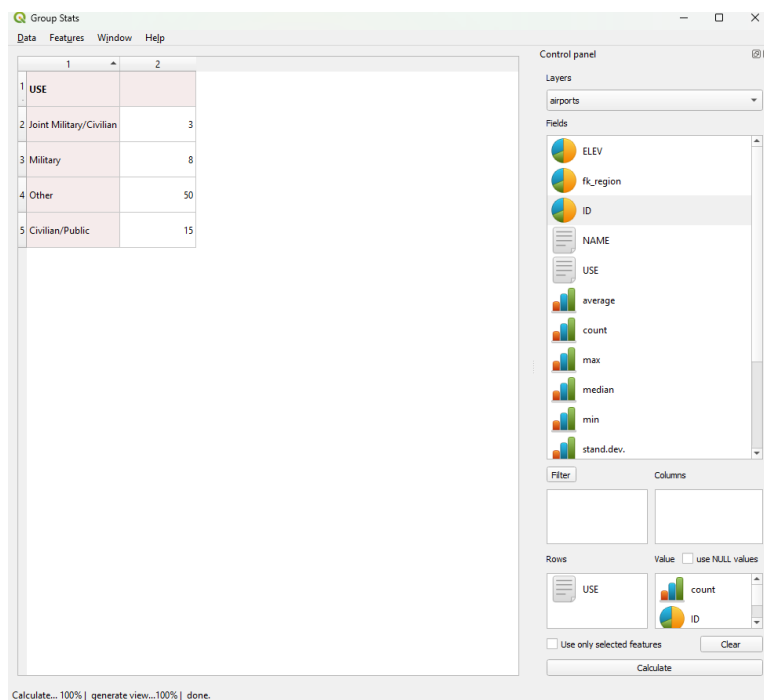 Group Stats
Data Features Window Help
Control panel
1 2
Layers
1 USE
airports
Fields
2 Joint Military/Civilian 3
ELEV
3 Military 8
fk_region
4 Other 50
ID
5 Civilian/Public 15
NAME
USE
average
count
max
median
min
stand.dev.
Filter Columns
Rows Value use NULL values
USE count
ID
Use only selected features Clear
Calculate
Calculate... 100% | generate view...100% | done.